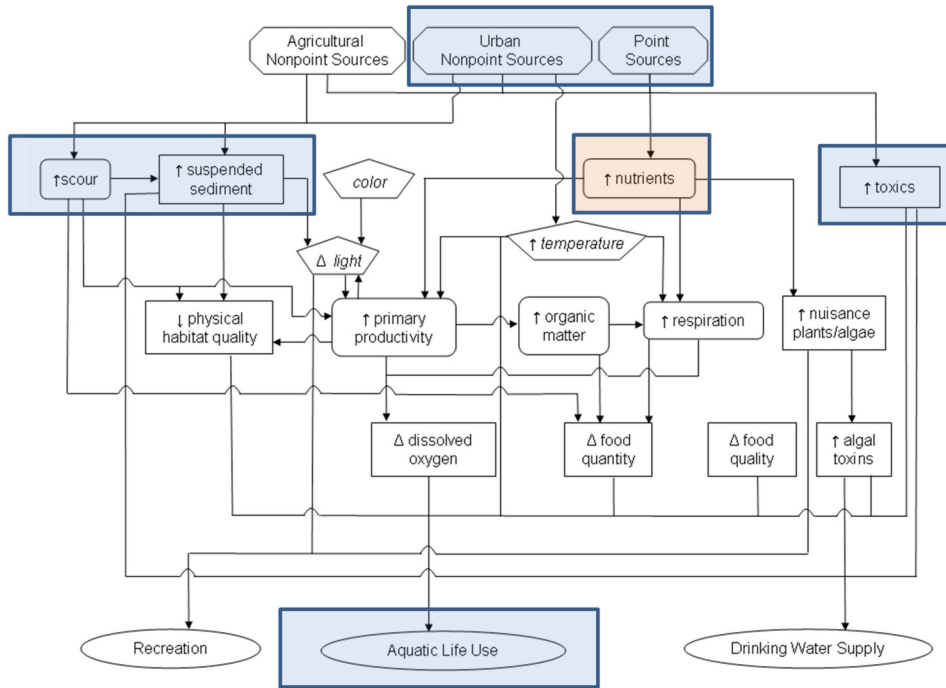 Agricultural
Nonpoint Sources
Urban
Nonpoint Sources
Point
Sources
↑scour
↑ suspended
sediment
color
↑ nutrients
↑ toxics
Δ light
↑ temperature
↓ physical
habitat quality
↑ primary
productivity
↑ organic
matter
↑ respiration
↑ nuisance
plants/algae
Δ dissolved
oxygen
Δ food
quantity
Δ food
quality
↑ algal
toxins
Recreation
Aquatic Life Use
Drinking Water Supply